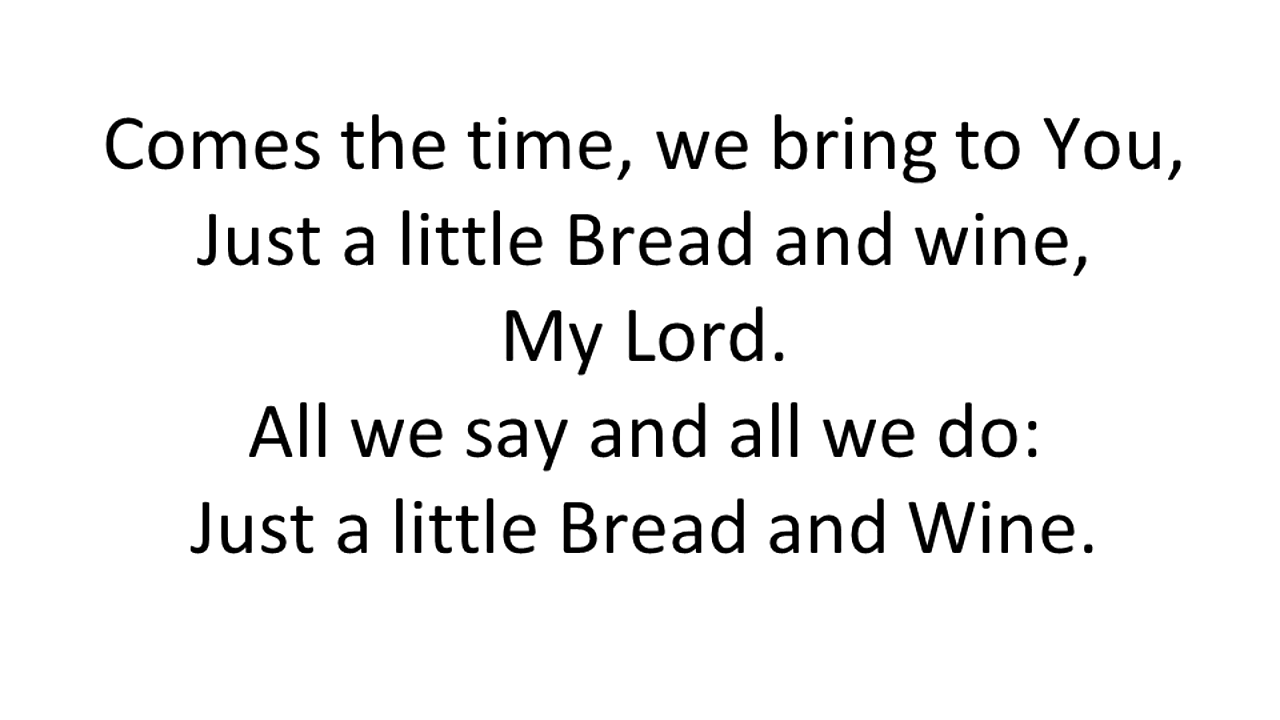 Comes the time, we bring to You,
Just a little Bread and wine,
My Lord.
All we say and all we do:
Just a little Bread and Wine.